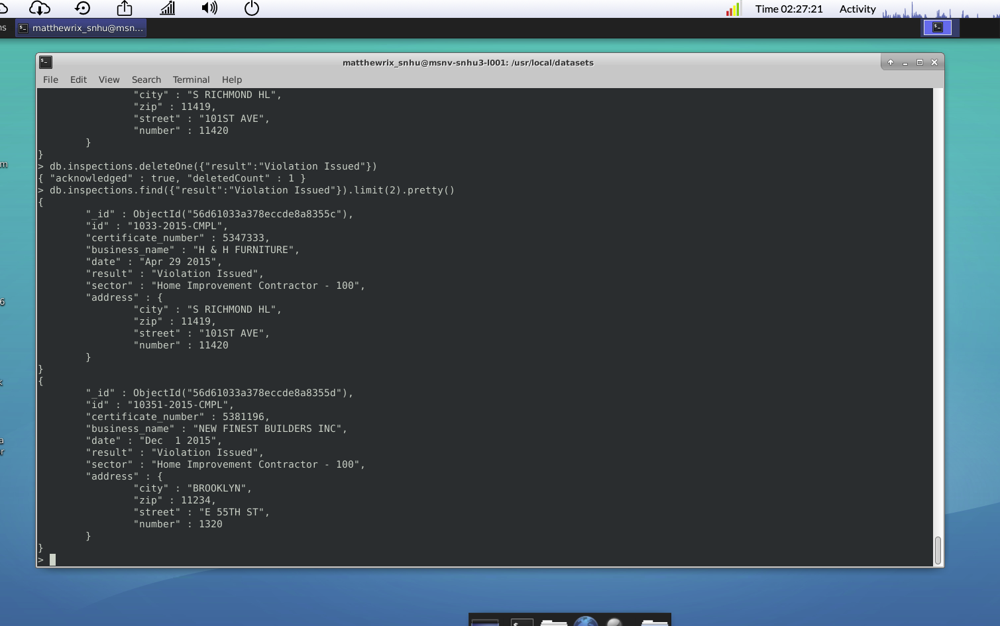 Time 02:27:21 Activity
ns matthewrix_snhu@msn...
matthewrix_snhu@msnv-snhu3-l001: /usr/local/datasets
File Edit View Search Terminal Help
"city" : "S RICHMOND HL",
"zip" : 11419,
"street" : "101ST AVE",
"number" : 11420
}
}
> db.inspections.deleteOne({"result":"Violation Issued"})
{ "acknowledged" : true, "deletedCount" : 1 }
> db.inspections.find({"result":"Violation Issued"}).limit(2).pretty()
{
"_id" : ObjectId("56d61033a378eccde8a8355c"),
"id" : "1033-2015-CMPL",
"certificate_number" : 5347333,
"business_name" : "H & H FURNITURE",
"date" : "Apr 29 2015",
"result" : "Violation Issued",
"sector" : "Home Improvement Contractor - 100",
"address" : {
"city" : "S RICHMOND HL",
"zip" : 11419,
"street" : "101ST AVE",
"number" : 11420
}
}
{
"_id" : ObjectId("56d61033a378eccde8a8355d"),
"id" : "10351-2015-CMPL",
"certificate_number" : 5381196,
"business_name" : "NEW FINEST BUILDERS INC",
"date" : "Dec  1 2015",
"result" : "Violation Issued",
"sector" : "Home Improvement Contractor - 100",
"address" : {
"city" : "BROOKLYN",
"zip" : 11234,
"street" : "E 55TH ST",
"number" : 1320
}
}
>